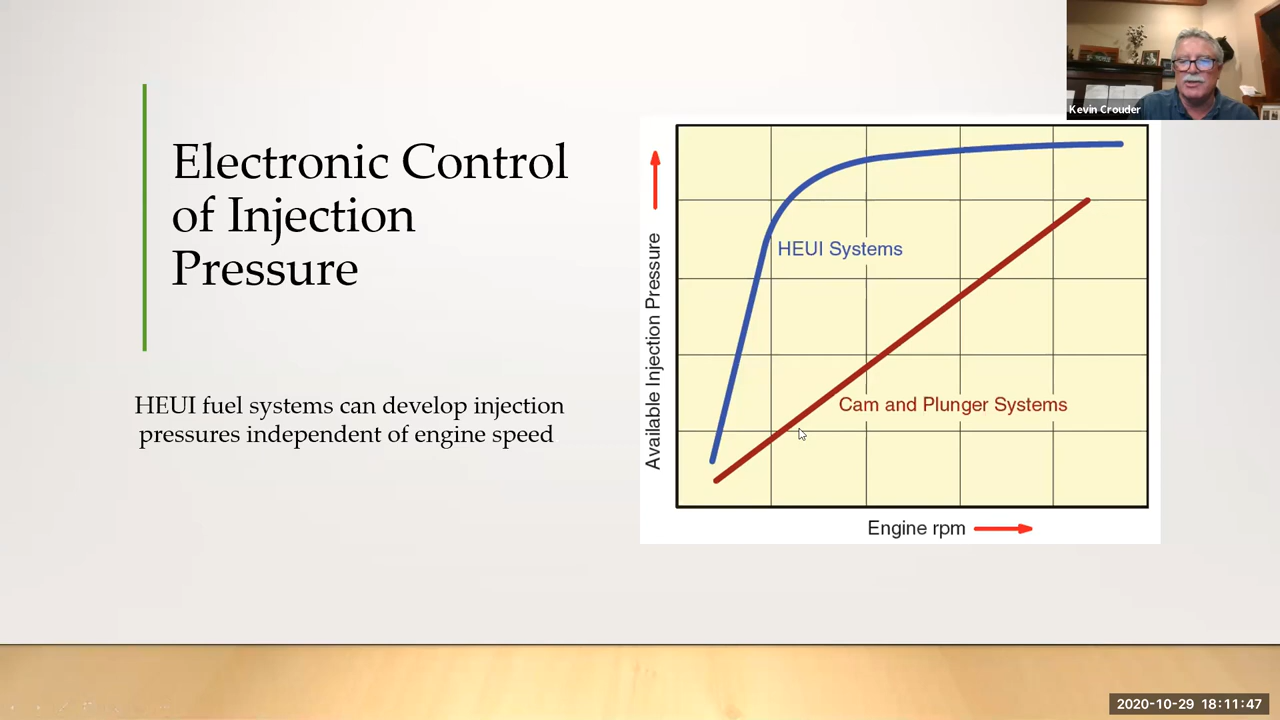 Kevin Crouder
Electronic Control
of Injection
Pressure
HEUI fuel systems can develop injection
pressures independent of engine speed
Available Injection Pressure
HEUI Systems
Cam and Plunger Systems
Engine rpm
2020-10-29 18:11:47